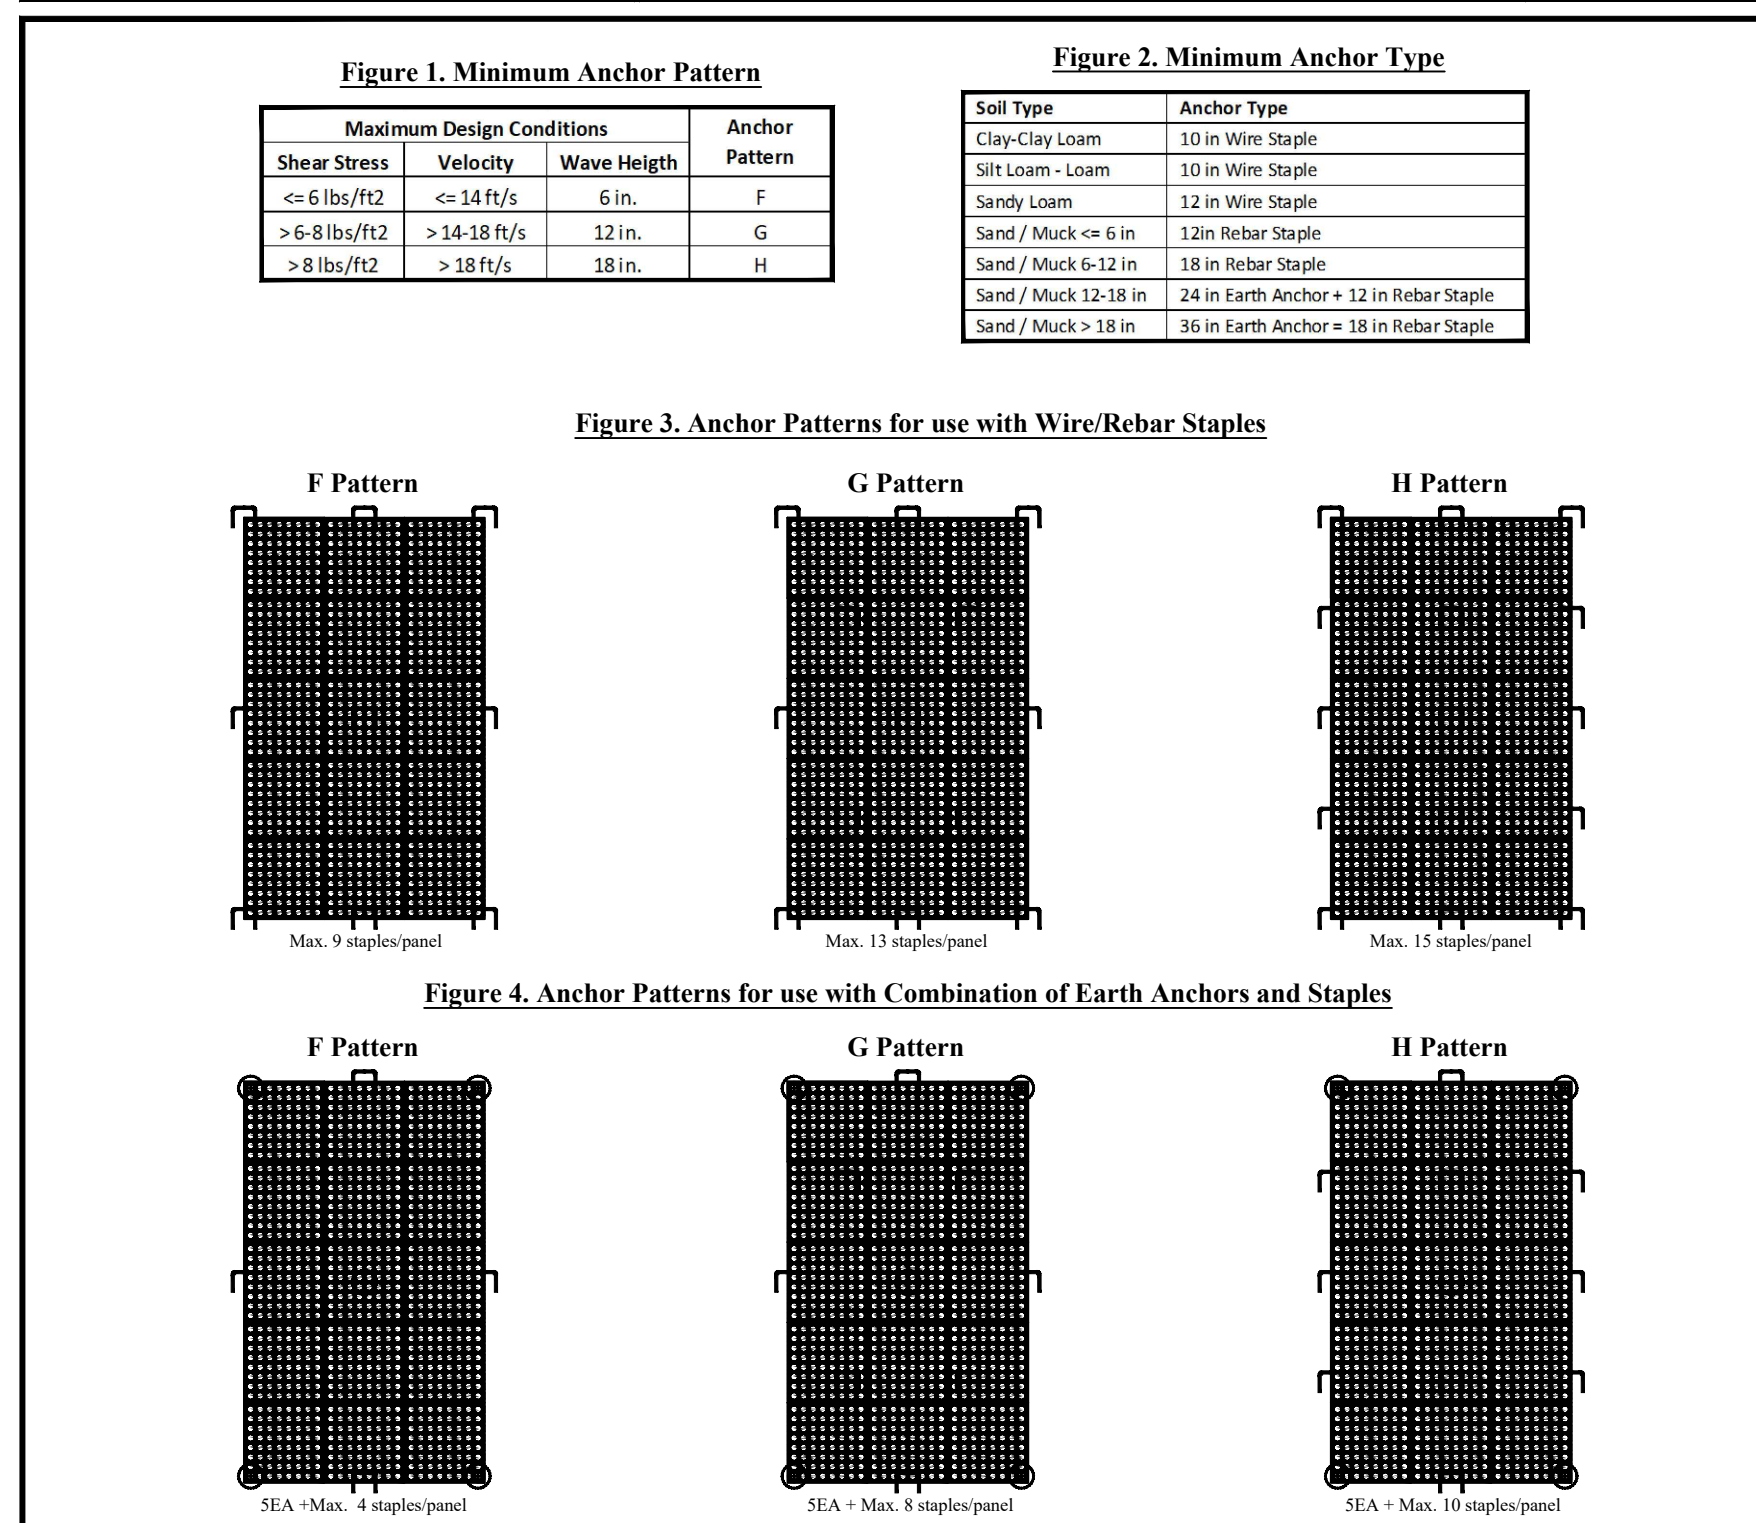 Figure 1. Minimum Anchor Pattern
Maximum Design Conditions
Anchor Pattern
Shear Stress Velocity Wave Heigth
<= 6 lbs/ft2 <= 14 ft/s 6 in. F
> 6-8 lbs/ft2 > 14-18 ft/s 12 in. G
> 8 lbs/ft2 > 18 ft/s 18 in. H
Figure 2. Minimum Anchor Type
Soil Type Anchor Type
Clay-Clay Loam 10 in Wire Staple
Silt Loam - Loam 10 in Wire Staple
Sandy Loam 12 in Wire Staple
Sand / Muck <= 6 in 12in Rebar Staple
Sand / Muck 6-12 in 18 in Rebar Staple
Sand / Muck 12-18 in 24 in Earth Anchor + 12 in Rebar Staple
Sand / Muck > 18 in 36 in Earth Anchor = 18 in Rebar Staple
Figure 3. Anchor Patterns for use with Wire/Rebar Staples
F Pattern G Pattern H Pattern
Max. 9 staples/panel Max. 13 staples/panel Max. 15 staples/panel
Figure 4. Anchor Patterns for use with Combination of Earth Anchors and Staples
F Pattern G Pattern H Pattern
5EA +Max. 4 staples/panel 5EA + Max. 8 staples/panel 5EA + Max. 10 staples/panel